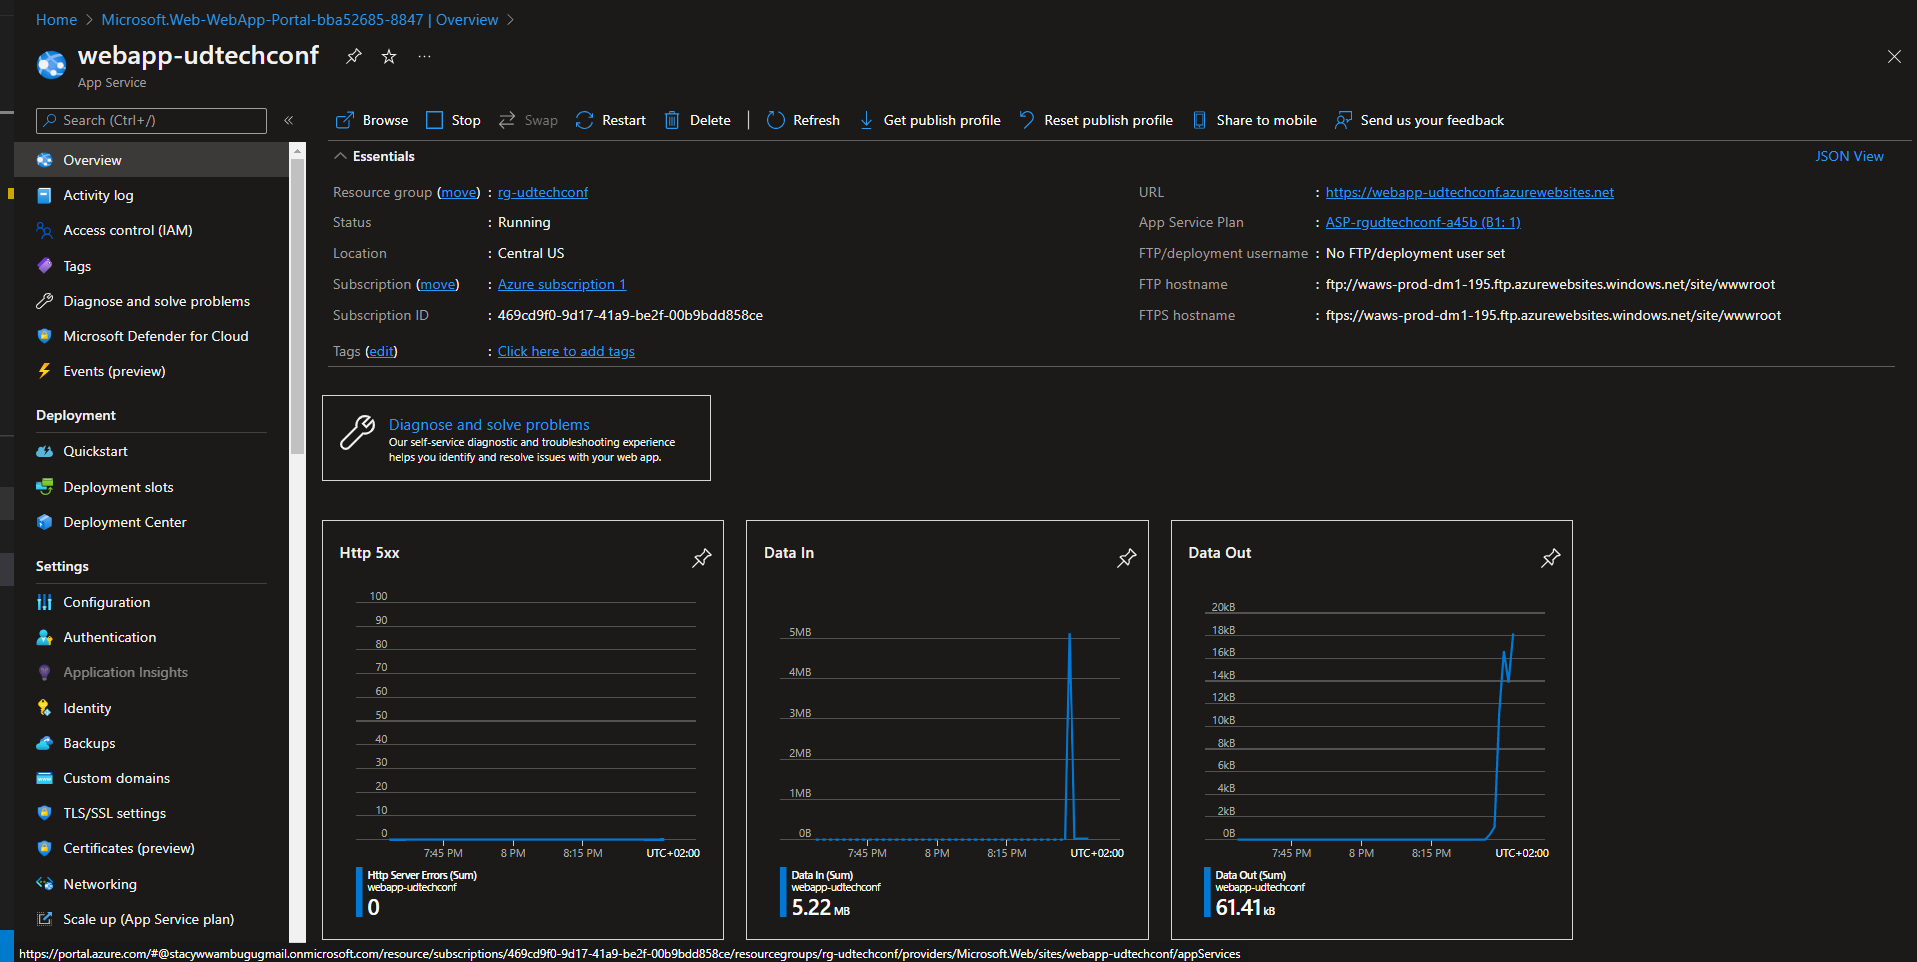 Home > Microsoft.Web-WebApp-Portal-bba52685-8847 | Overview >
webapp-udtechconf
App Service
Search (Ctrl+/)
Overview
Activity log
Access control (IAM)
Tags
Diagnose and solve problems
Microsoft Defender for Cloud
Events (preview)
Deployment
Quickstart
Deployment slots
Deployment Center
Settings
Configuration
Authentication
Application Insights
Identity
Backups
Custom domains
TLS/SSL settings
Certificates (preview)
Networking
Scale up (App Service plan)
Browse Stop Swap Restart Delete Refresh Get publish profile Reset publish profile Share to mobile Send us your feedback
Essentials
JSON View
Resource group (move) : rg-udtechconf
Status : Running
Location : Central US
Subscription (move) : Azure subscription 1
Subscription ID : 469cd9f0-9d17-41a9-be2f-00b9bdd858ce
Tags (edit) : Click here to add tags
URL : https://webapp-udtechconf.azurewebsites.net
App Service Plan : ASP-rgudtechconf-a45b (B1: 1)
FTP/deployment username : No FTP/deployment user set
FTP hostname : ftp://waws-prod-dm1-195.ftp.azurewebsites.windows.net/site/wwwroot
FTPS hostname : ftps://waws-prod-dm1-195.ftp.azurewebsites.windows.net/site/wwwroot
Diagnose and solve problems
Our self-service diagnostic and troubleshooting experience
helps you identify and resolve issues with your web app.
Http 5xx
100
90
80
70
60
50
40
30
20
10
0
7:45 PM 8 PM 8:15 PM UTC+02:00
Http Server Errors (Sum)
webapp-udtechconf
0
Data In
5MB
4MB
3MB
2MB
1MB
0B
7:45 PM 8 PM 8:15 PM UTC+02:00
Data In (Sum)
webapp-udtechconf
5.22 MB
Data Out
20kB
18kB
16kB
14kB
12kB
10kB
8kB
6kB
4kB
2kB
0B
7:45 PM 8 PM 8:15 PM UTC+02:00
Data Out (Sum)
webapp-udtechconf
61.41 kB
https://portal.azure.com/#@stacywwambugugmail.onmicrosoft.com/resource/subscriptions/469cd9f0-9d17-41a9-be2f-00b9bdd858ce/resourcegroups/rg-udtechconf/providers/Microsoft.Web/sites/webapp-udtechconf/appServices